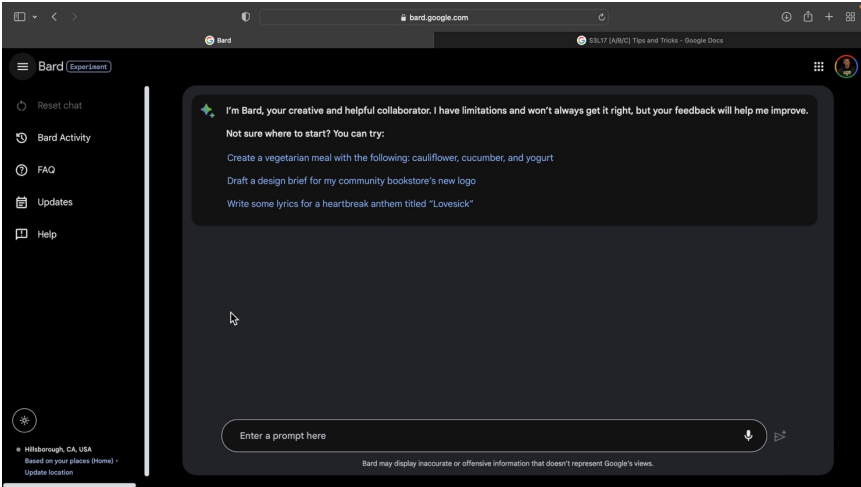 bard.google.com
Bard
S3L17 [A/B/C] Tips and Tricks - Google Docs
Bard Experiment
Reset chat
Bard Activity
FAQ
Updates
Help
I'm Bard, your creative and helpful collaborator. I have limitations and won't always get it right, but your feedback will help me improve.
Not sure where to start? You can try:
Create a vegetarian meal with the following: cauliflower, cucumber, and yogurt
Draft a design brief for my community bookstore's new logo
Write some lyrics for a heartbreak anthem titled “Lovesick”
Enter a prompt here
Bard may display inaccurate or offensive information that doesn't represent Google's views.
Hillsborough, CA, USA
Based on your places (Home) •
Update location